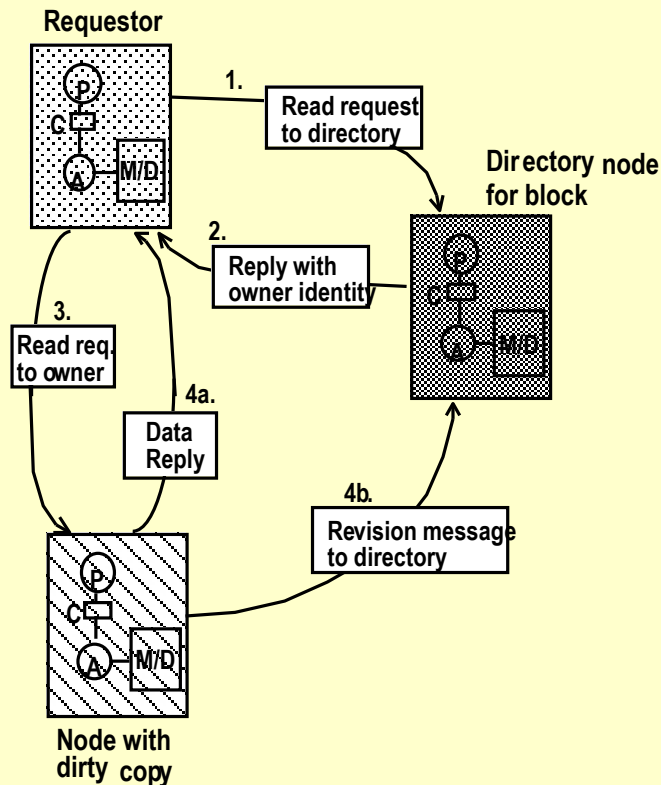 Requestor
P
C
A
M/D
1.
Read request
to directory
Directory node
for block
P
C
A
M/D
2.
Reply with
owner identity
3.
Read req.
to owner
4a.
Data
Reply
4b.
Revision message
to directory
P
C
A
M/D
Node with
dirty copy